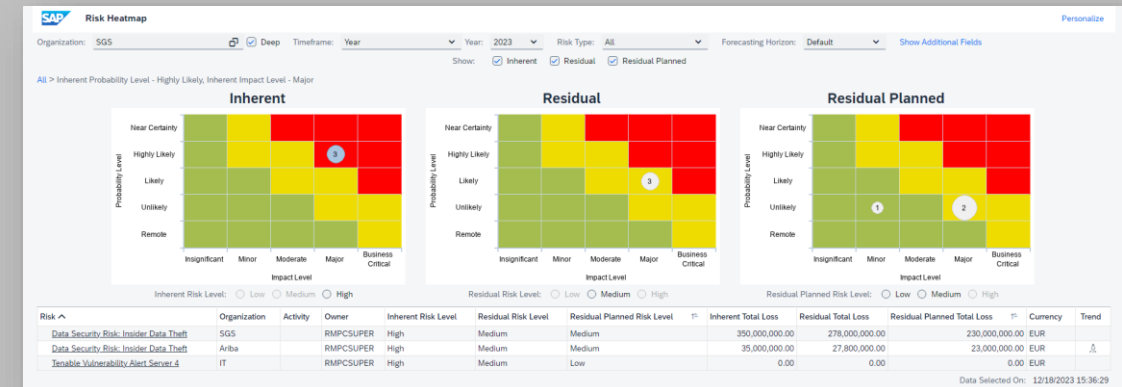 SAP Risk Heatmap Personalize
Organization: SGS Deep Timeframe: Year Year: 2023 Risk Type: All Forecasting Horizon: Default Show Additional Fields
Show: Inherent Residual Residual Planned
All > Inherent Probability Level - Highly Likely, Inherent Impact Level - Major
Inherent
Probability Level
Near Certainty
Highly Likely 3
Likely
Unlikely
Remote
Insignificant Minor Moderate Major Business Critical
Impact Level
Inherent Risk Level: Low Medium High
Residual
Probability Level
Near Certainty
Highly Likely
Likely 3
Unlikely
Remote
Insignificant Minor Moderate Major Business Critical
Impact Level
Residual Risk Level: Low Medium High
Residual Planned
Probability Level
Near Certainty
Highly Likely
Likely
Unlikely 1 2
Remote
Insignificant Minor Moderate Major Business Critical
Impact Level
Residual Planned Risk Level: Low Medium High
Risk Organization Activity Owner Inherent Risk Level Residual Risk Level Residual Planned Risk Level Inherent Total Loss Residual Total Loss Residual Planned Total Loss Currency Trend
Data Security Risk: Insider Data Theft SGS RMPCSUPER High Medium Medium 350,000,000.00 278,000,000.00 230,000,000.00 EUR
Data Security Risk: Insider Data Theft Ariba RMPCSUPER High Medium Medium 35,000,000.00 27,800,000.00 23,000,000.00 EUR
Tenable Vulnerability Alert Server 4 IT RMPCSUPER High Medium Low 0.00 0.00 0.00 EUR
Data Selected On: 12/18/2023 15:36:29